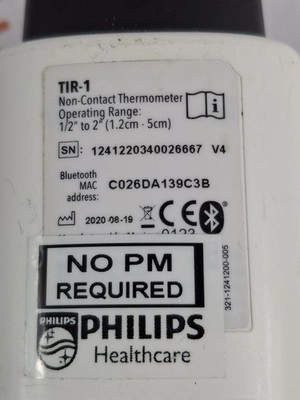 TIR-1
Non-Contact Thermometer
Operating Range:
1/2" to 2" (1.2cm - 5cm)
SN: 1241220340026667 V4
Bluetooth
MAC
address: C026DA139C3B
2020-08-19
0123
321-1241200-005
NO PM
REQUIRED
PHILIPS
PHILIPS
Healthcare